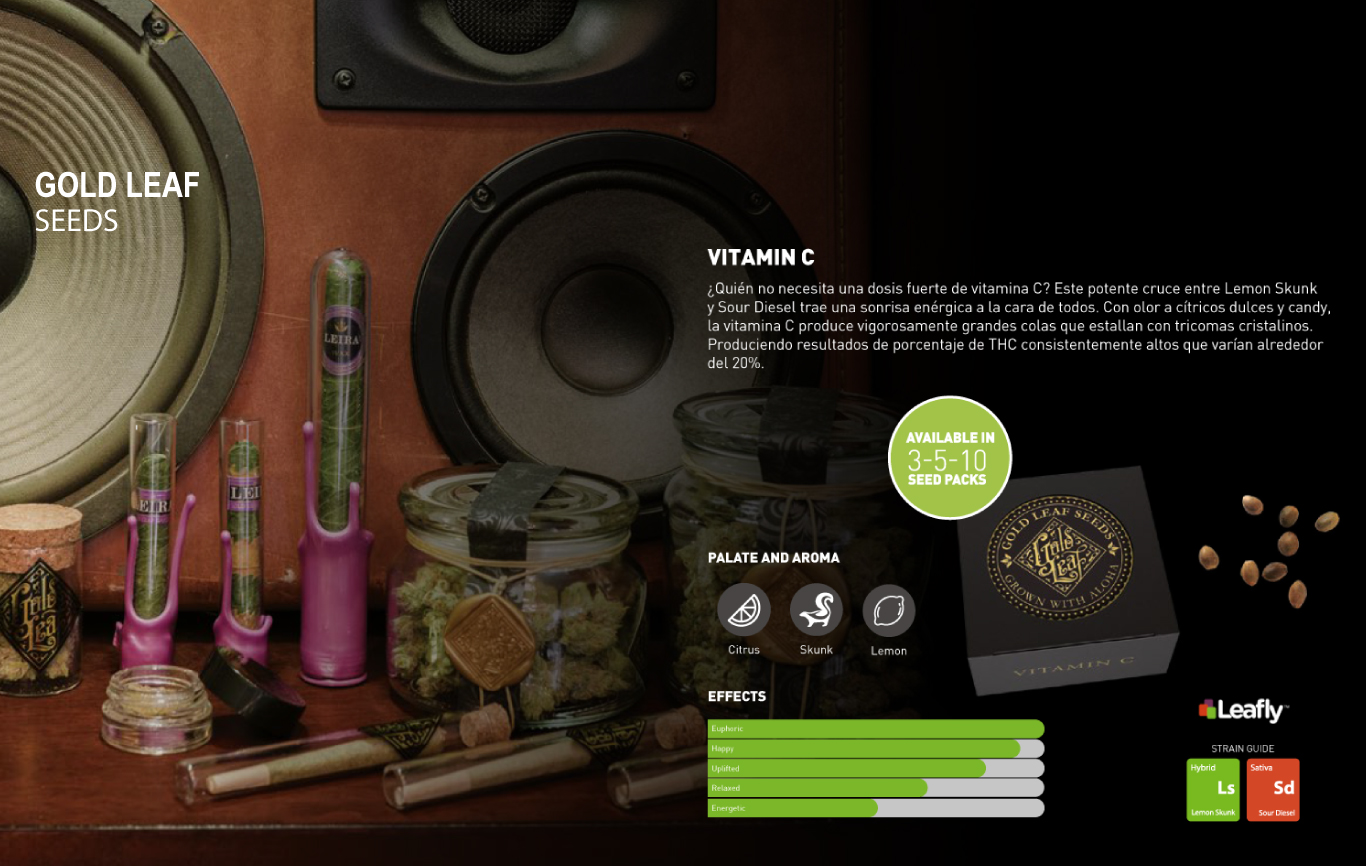 GOLD LEAF
SEEDS
LEIRA
LEI
VITAMIN C
¿Quién no necesita una dosis fuerte de vitamina C? Este potente cruce entre Lemon Skunk
y Sour Diesel trae una sonrisa enérgica a la cara de todos. Con olor a cítricos dulces y candy,
la vitamina C produce vigorosamente grandes colas que estallan con tricomas cristalinos.
Produciendo resultados de porcentaje de THC consistentemente altos que varían alrededor
del 20%.
AVAILABLE IN
3-5-10
SEED PACKS
GOLD LEAF SEEDS
GROWN WITH ALOHA
VITAMIN C
PALATE AND AROMA
Citrus
Skunk
Lemon
EFFECTS
Euphoric
Happy
Uplifted
Relaxed
Energetic
Leafly™
STRAIN GUIDE
Hybrid
Ls
Lemon Skunk
Sativa
Sd
Sour Diesel